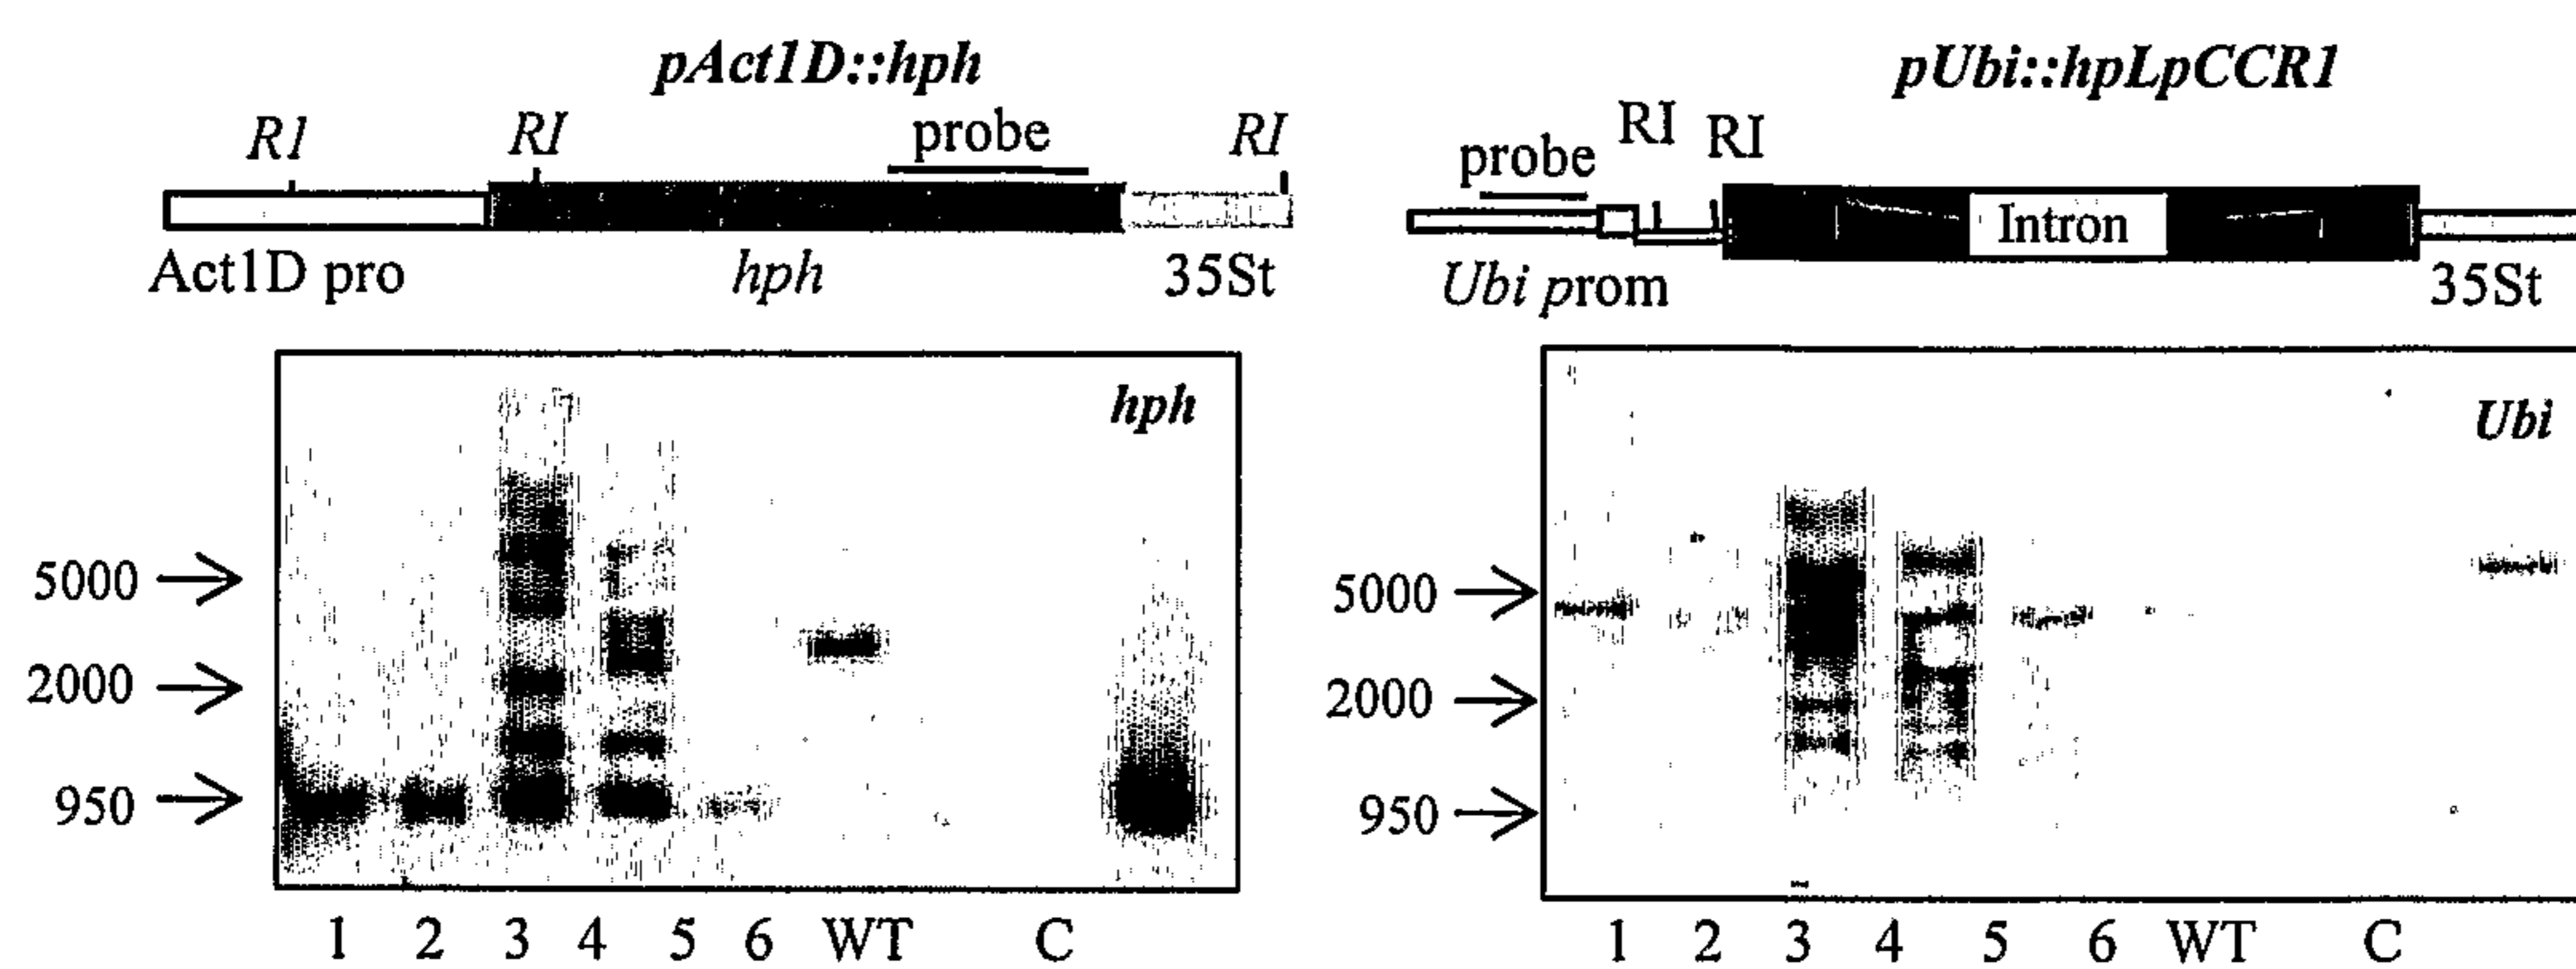 pAct1D::hph
R1 RI probe RI
Act1D pro hph 35St
hph
5000
2000
950
1 2 3 4 5 6 WT C
pUbi::hpLpCCR1
probe RI RI
Intron
Ubi prom 35St
Ubi
5000
2000
950
1 2 3 4 5 6 WT C